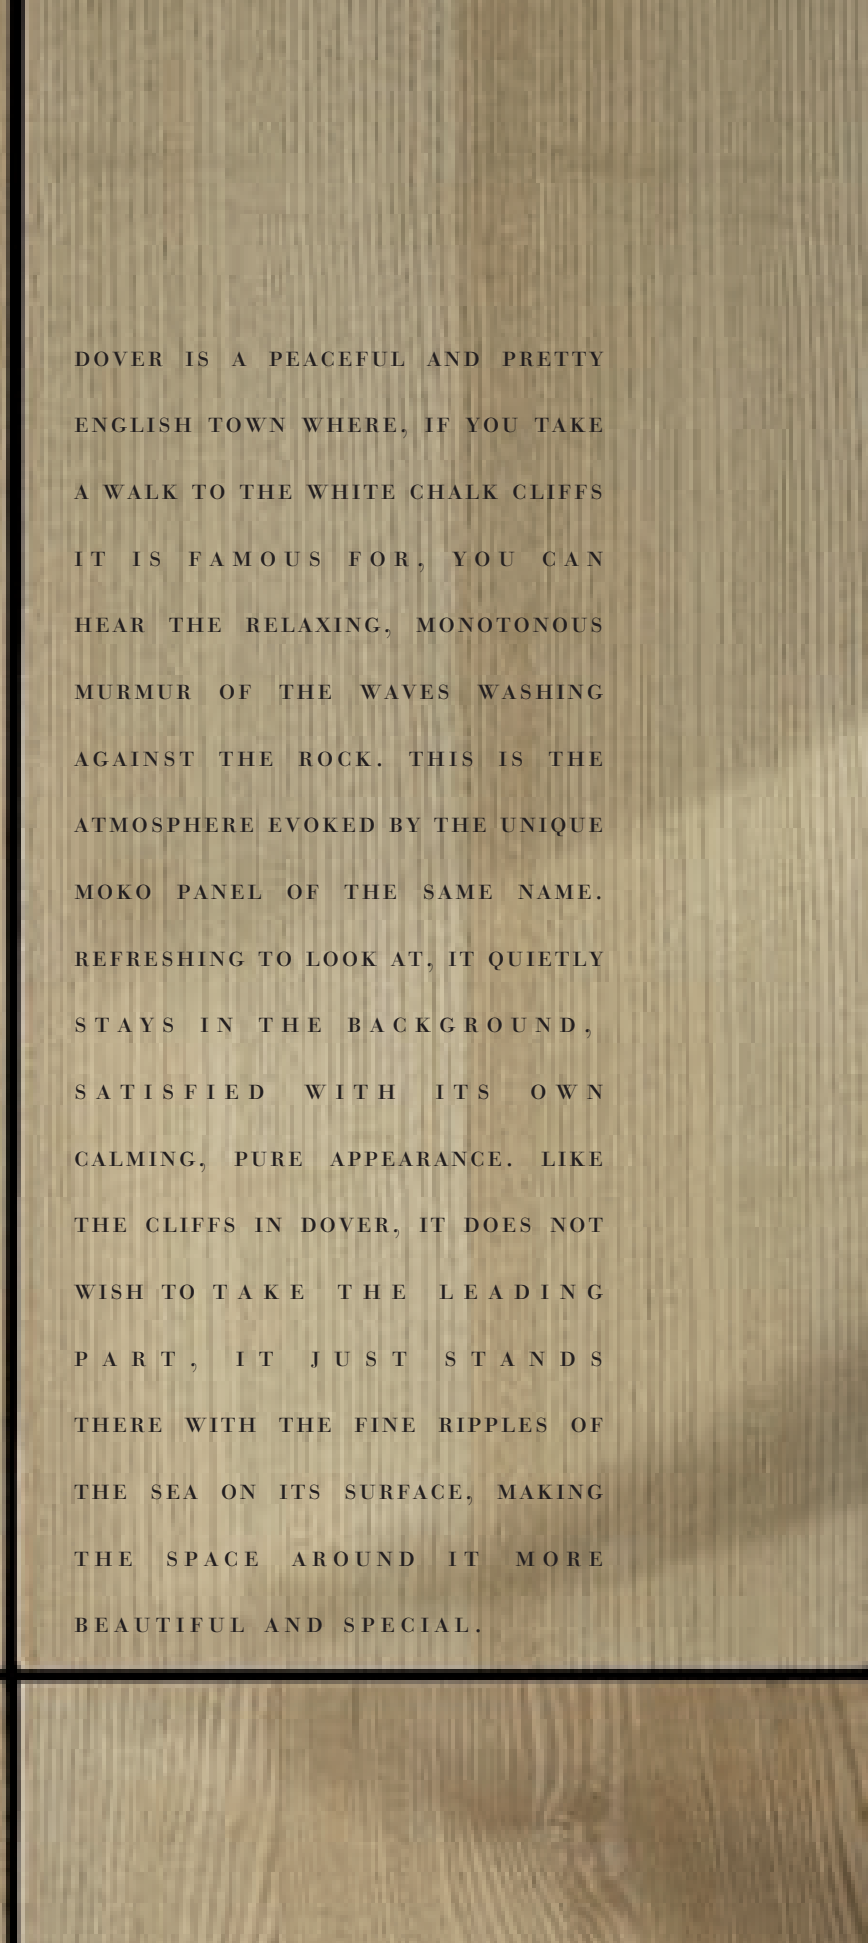 DOVER IS A PEACEFUL AND PRETTY
ENGLISH TOWN WHERE, IF YOU TAKE
A WALK TO THE WHITE CHALK CLIFFS
IT IS FAMOUS FOR, YOU CAN
HEAR THE RELAXING, MONOTONOUS
MURMUR OF THE WAVES WASHING
AGAINST THE ROCK. THIS IS THE
ATMOSPHERE EVOKED BY THE UNIQUE
MOKO PANEL OF THE SAME NAME.
REFRESHING TO LOOK AT, IT QUIETLY
STAYS IN THE BACKGROUND,
SATISFIED WITH ITS OWN
CALMING, PURE APPEARANCE. LIKE
THE CLIFFS IN DOVER, IT DOES NOT
WISH TO TAKE THE LEADING
PART, IT JUST STANDS
THERE WITH THE FINE RIPPLES OF
THE SEA ON ITS SURFACE, MAKING
THE SPACE AROUND IT MORE
BEAUTIFUL AND SPECIAL.